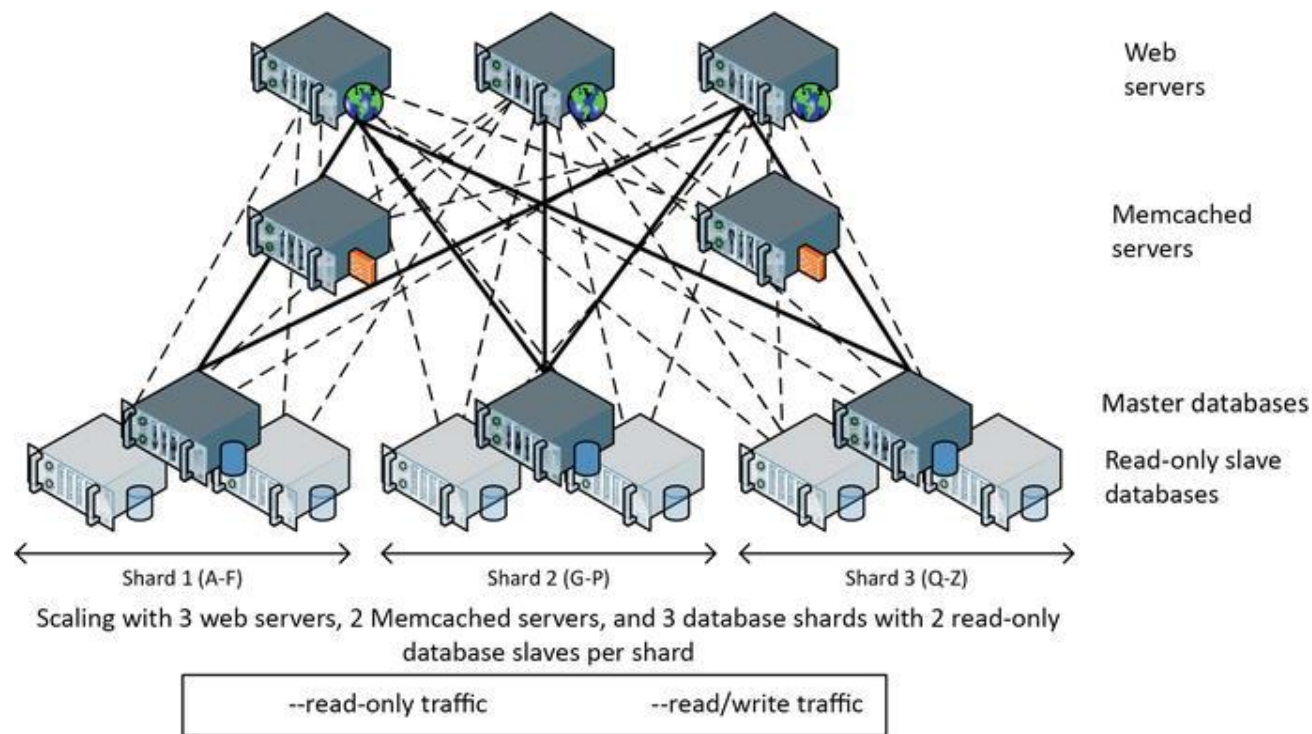 Web
servers
Memcached
servers
Master databases
Read-only slave
databases
Shard 1 (A-F)
Shard 2 (G-P)
Shard 3 (Q-Z)
Scaling with 3 web servers, 2 Memcached servers, and 3 database shards with 2 read-only
database slaves per shard
--read-only traffic
--read/write traffic